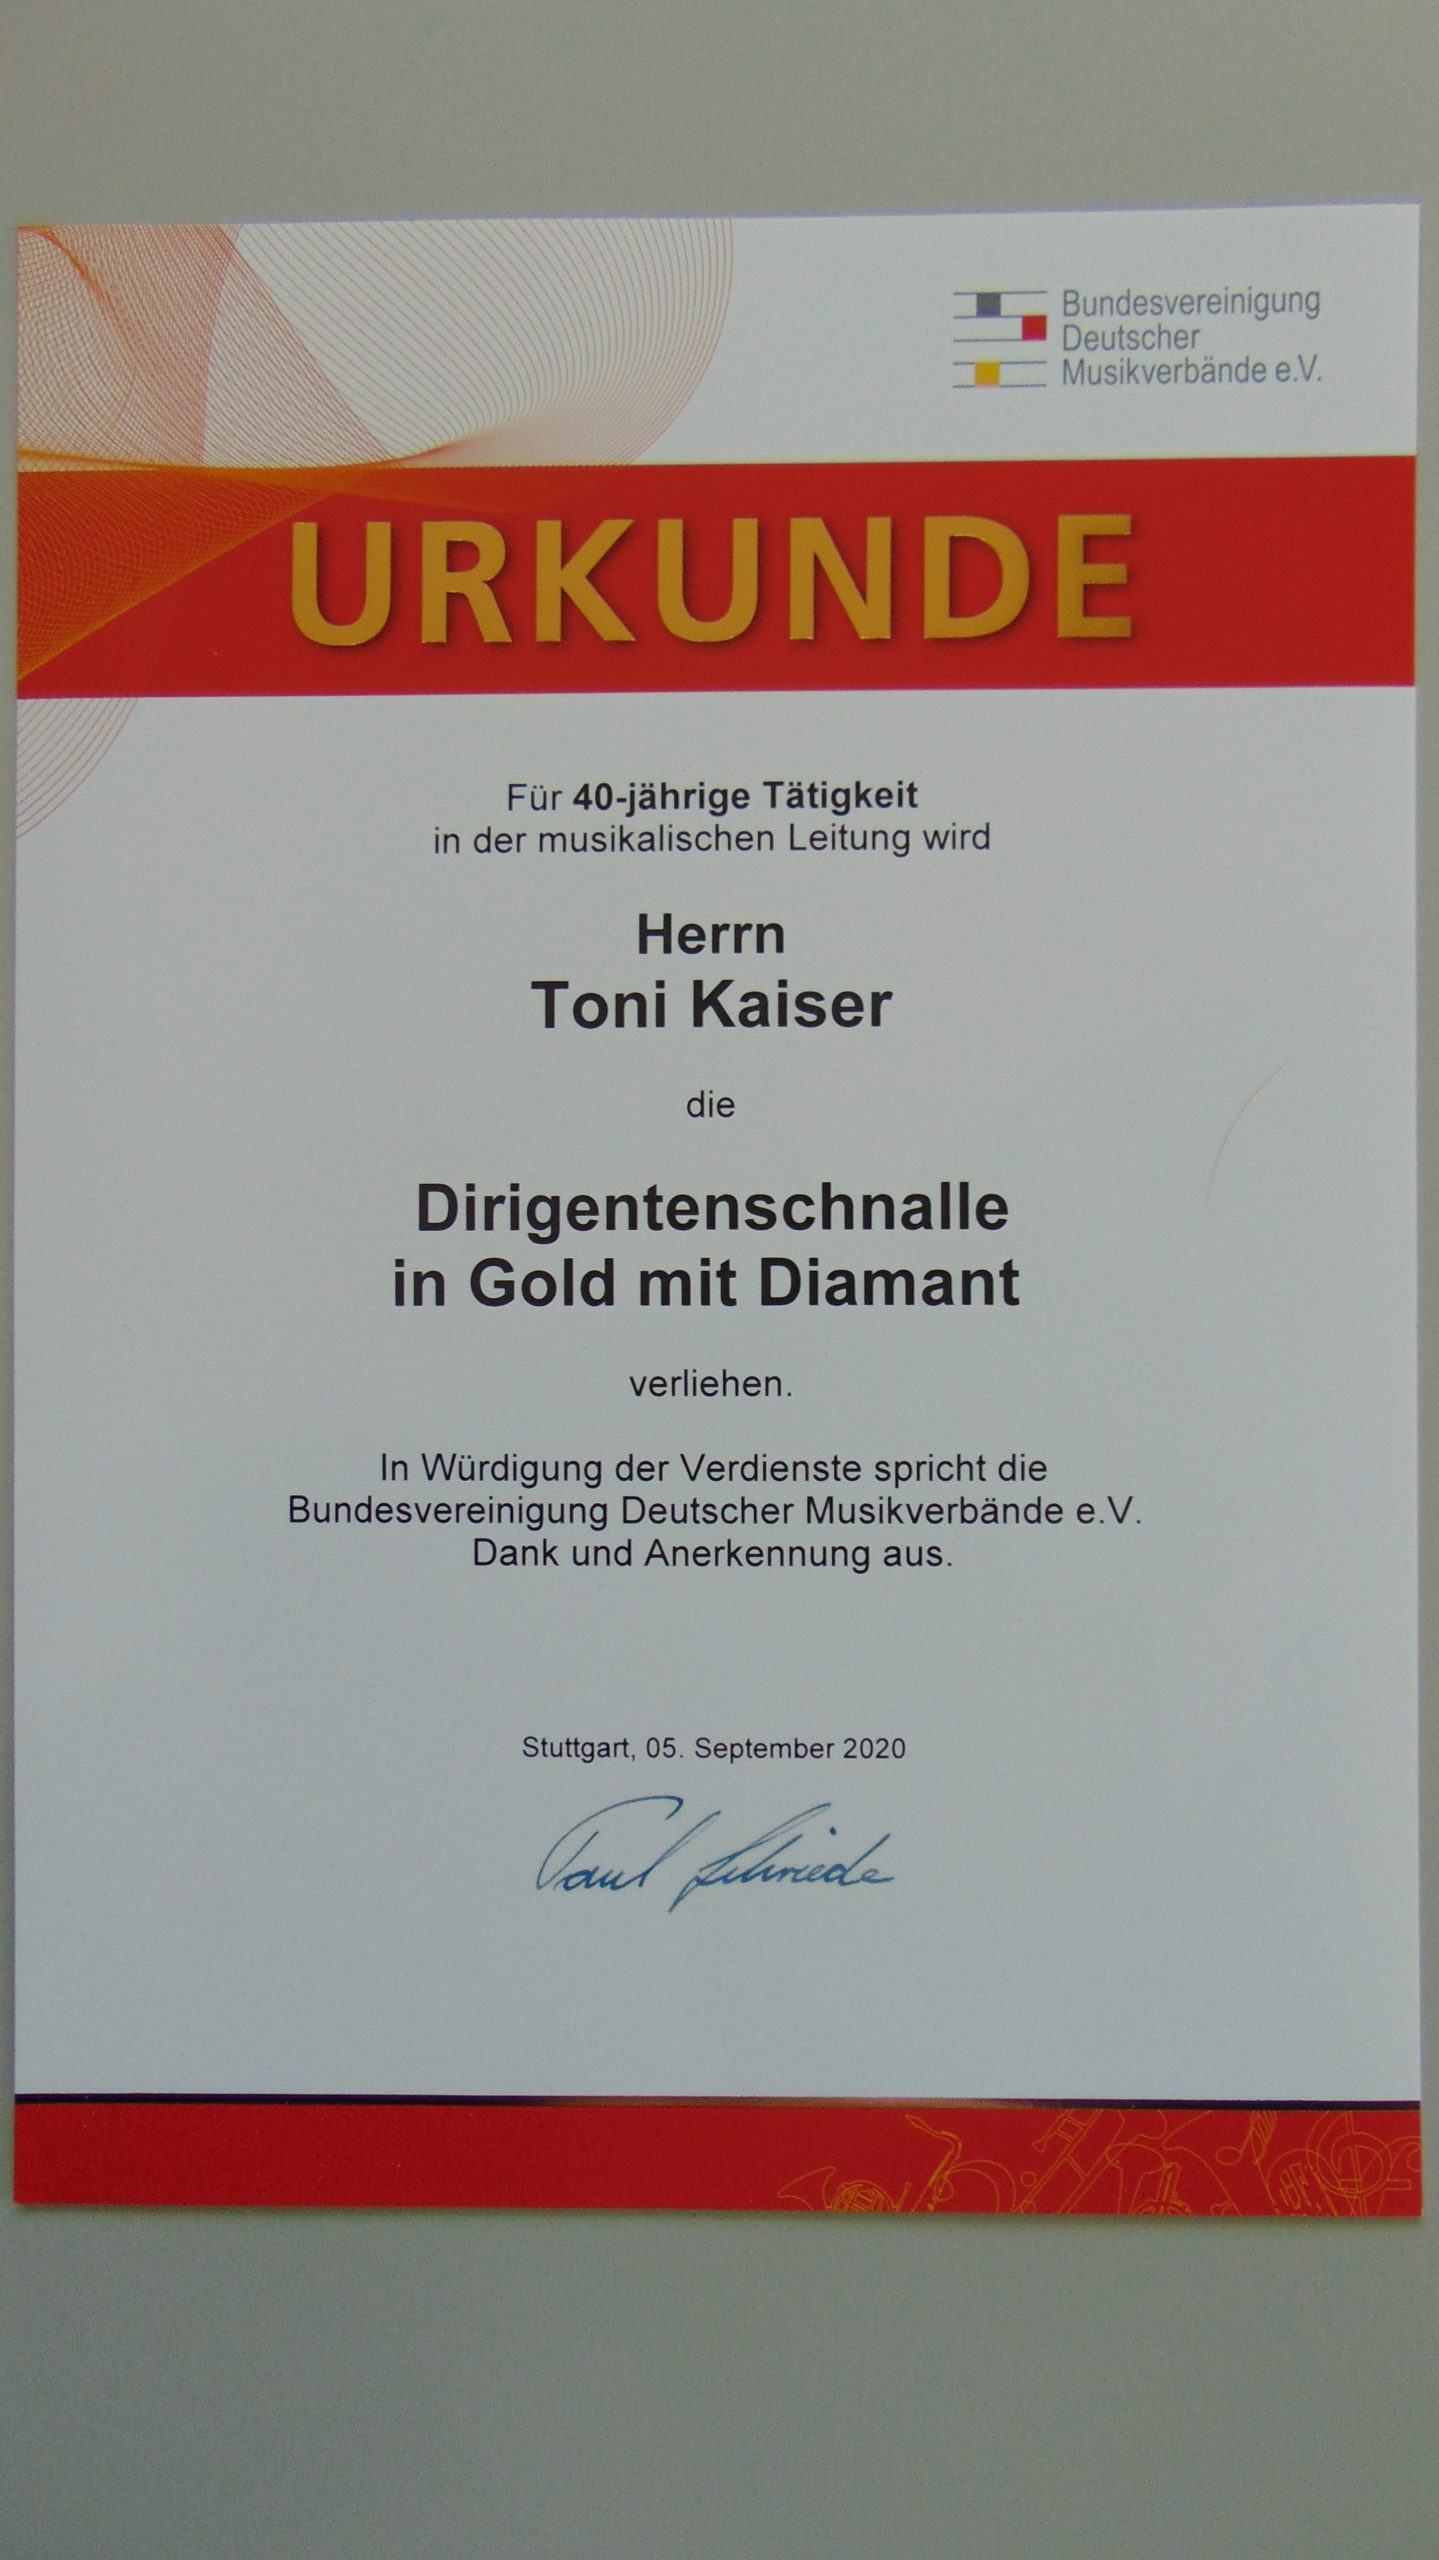 Bundesvereinigung
Deutscher
Musikverbände e.V.
URKUNDE
Für 40-jährige Tätigkeit
in der musikalischen Leitung wird
Herrn
Toni Kaiser
die
Dirigentenschnalle
in Gold mit Diamant
verliehen.
In Würdigung der Verdienste spricht die
Bundesvereinigung Deutscher Musikverbände e.V.
Dank und Anerkennung aus.
Stuttgart, 05. September 2020
Paul